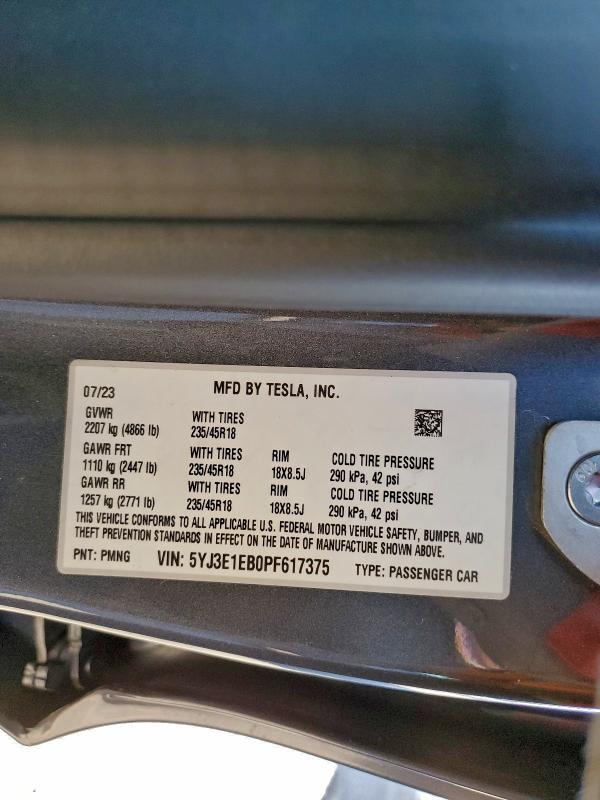 07/23 MFD BY TESLA, INC.
GVWR WITH TIRES
2207 kg (4866 lb) 235/45R18
GAWR FRT WITH TIRES RIM COLD TIRE PRESSURE
1110 kg (2447 lb) 235/45R18 18X8.5J 290 kPa, 42 psi
GAWR RR WITH TIRES RIM COLD TIRE PRESSURE
1257 kg (2771 lb) 235/45R18 18X8.5J 290 kPa, 42 psi
THIS VEHICLE CONFORMS TO ALL APPLICABLE U.S. FEDERAL MOTOR VEHICLE SAFETY, BUMPER, AND
THEFT PREVENTION STANDARDS IN EFFECT ON THE DATE OF MANUFACTURE SHOWN ABOVE.
PNT: PMNG VIN: 5YJ3E1EB0PF617375 TYPE: PASSENGER CAR